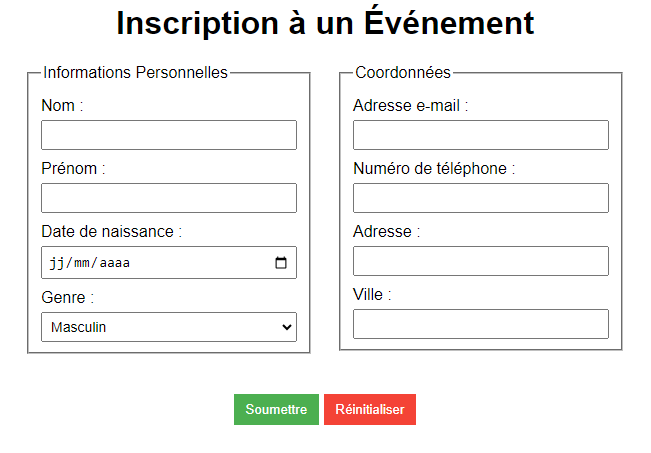 Inscription à un Événement
Informations Personnelles
Nom :
Prénom :
Date de naissance :
jj/mm/aaaa
Genre :
Masculin
Coordonnées
Adresse e-mail :
Numéro de téléphone :
Adresse :
Ville :
Soumettre
Réinitialiser